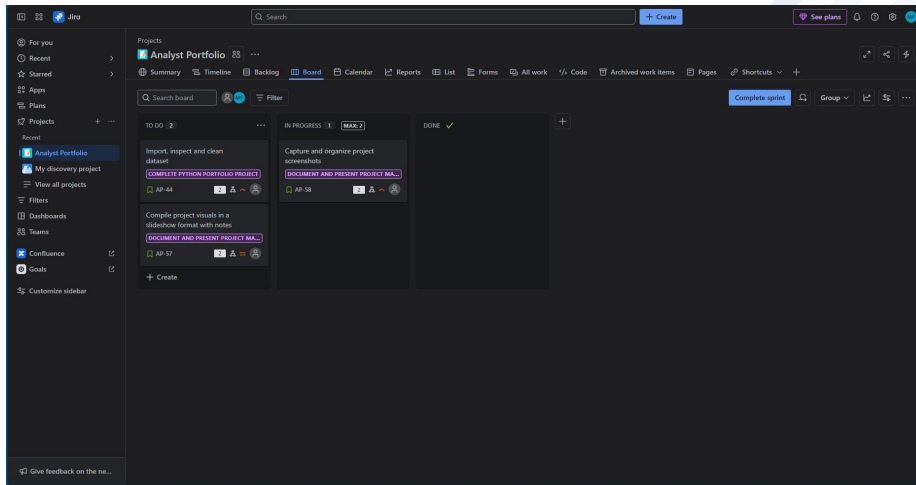 Jira
Search
+ Create
See plans
For you
Recent
Starred
Apps
Plans
Projects
Recent
Analyst Portfolio
My discovery project
View all projects
Filters
Dashboards
Teams
Confluence
Goals
Customize sidebar
Give feedback on the ne...
Projects
Analyst Portfolio
Summary Timeline Backlog Board Calendar Reports List Forms All work Code Archived work items Pages Shortcuts +
Search board
Filter
Complete sprint
Group
TO DO 2
Import, inspect and clean
dataset
COMPLETE PYTHON PORTFOLIO PROJECT
AP-44 2
Compile project visuals in a
slideshow format with notes
DOCUMENT AND PRESENT PROJECT MA...
AP-57 2
+ Create
IN PROGRESS 1 MAX: 2
Capture and organize project
screenshots
DOCUMENT AND PRESENT PROJECT MA...
AP-58 2
DONE